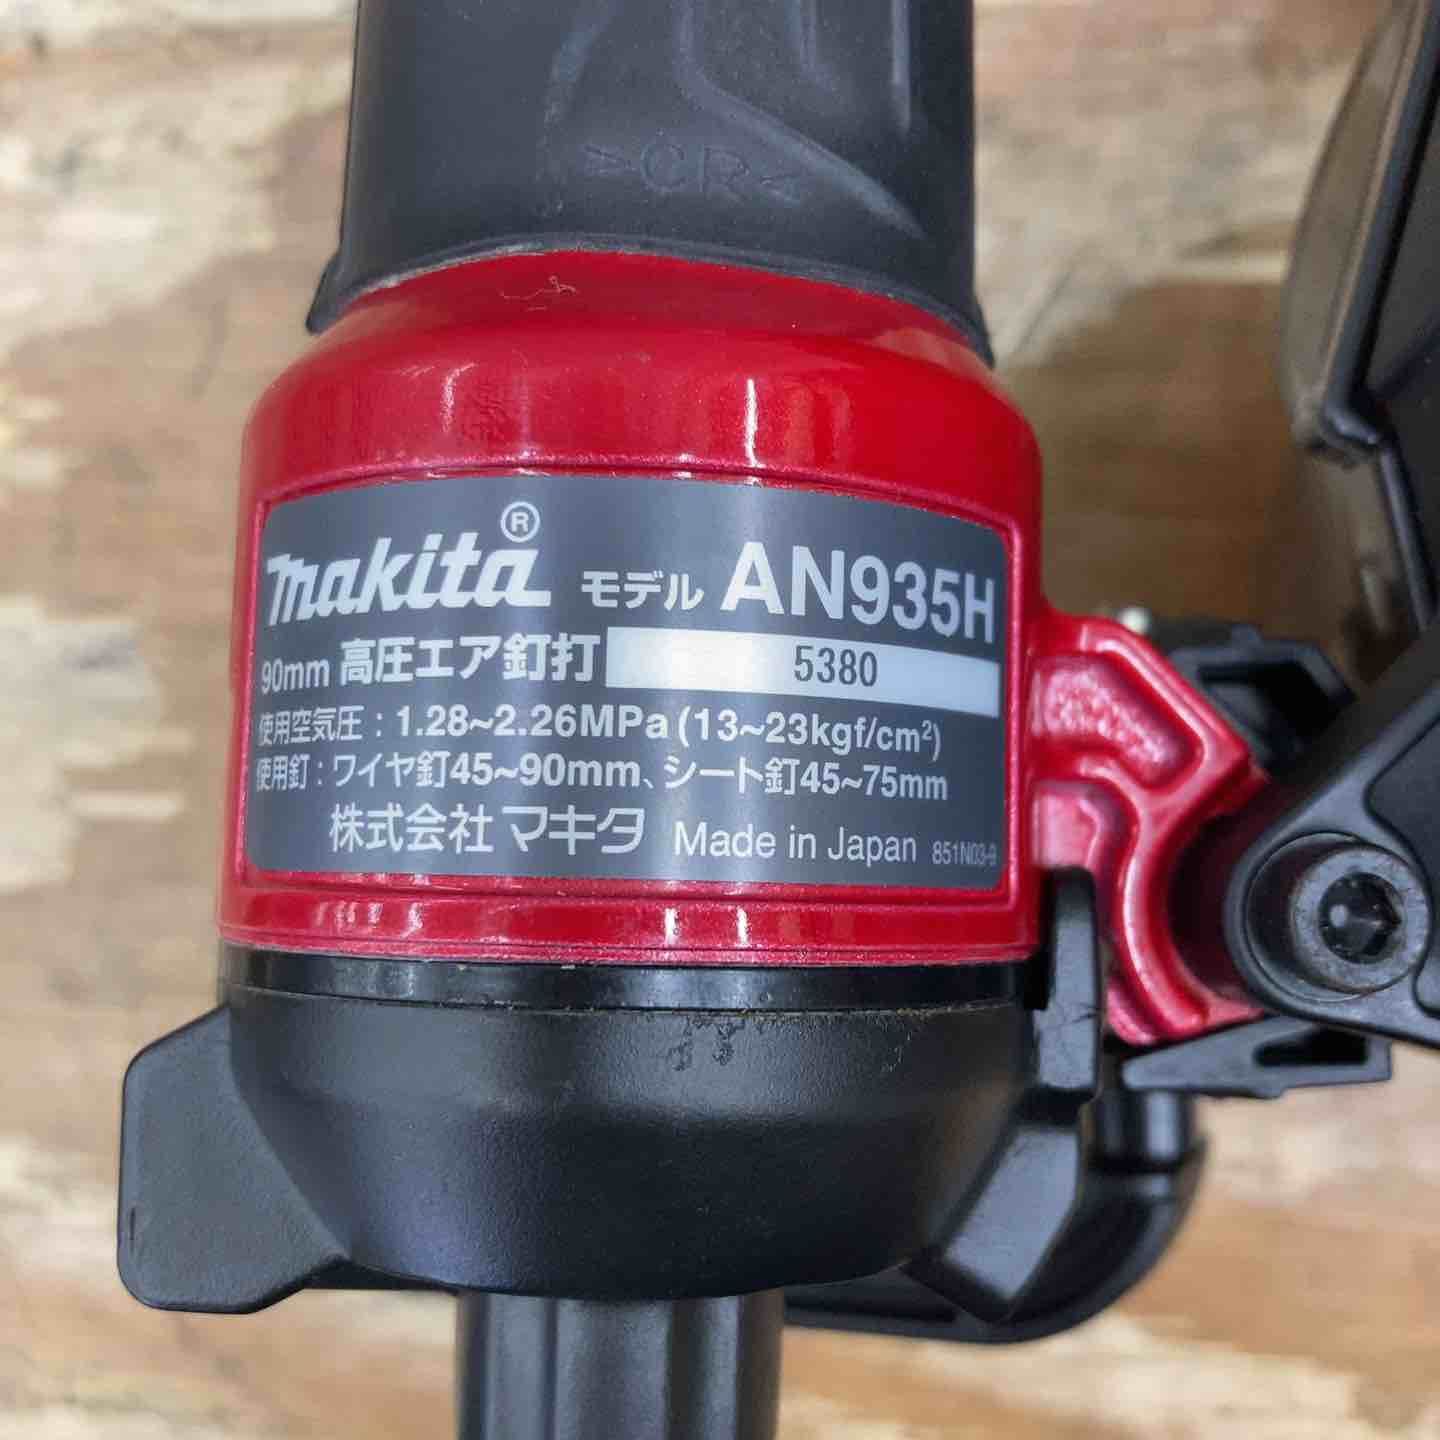 >CR<
makita® モデル AN935H
90mm 高圧エア釘打 5380
使用空気圧：1.28~2.26MPa (13~23kgf/cm²)
使用釘：ワイヤ釘45~90mm、シート釘45~75mm
株式会社 マキタ Made in Japan 851N03-9